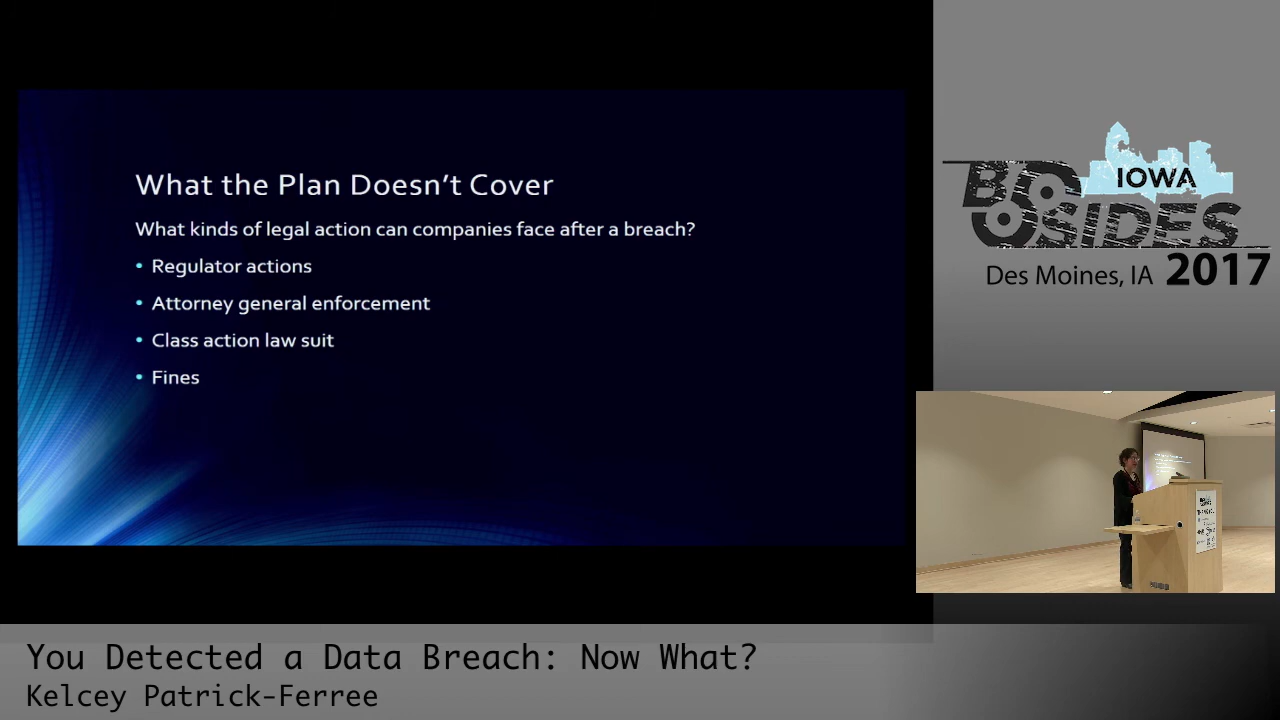 What the Plan Doesn't Cover
What kinds of legal action can companies face after a breach?
• Regulator actions
• Attorney general enforcement
• Class action law suit
• Fines
IOWA
BSIDES
Des Moines, IA 2017
You Detected a Data Breach: Now What?
Kelcey Patrick-Ferree